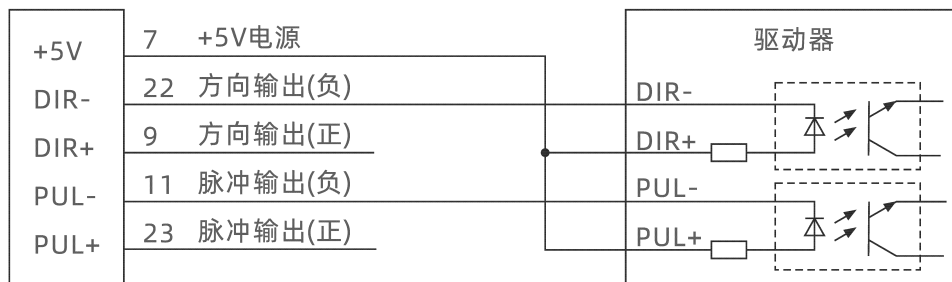 +5V 7 +5V电源 驱动器
DIR- 22 方向输出(负) DIR-
DIR+ 9 方向输出(正) DIR+
PUL- 11 脉冲输出(负) PUL-
PUL+ 23 脉冲输出(正) PUL+